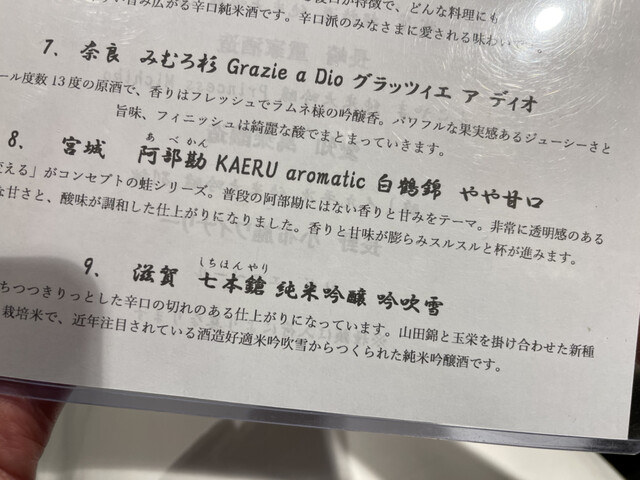 旨み広がる辛口純米酒です。辛口派のみなさまに愛される味わい
が特徴で、どんな料理にも
7. 奈良 みむろ杉 Grazie a Dio グラッツィエ ア ディオ
ール度数13度の原酒で、香りはフレッシュでラムネ様の吟醸香。パワフルな果実感あるジューシーさと
旨味、フィニッシュは綺麗な酸でまとまっていきます。
あべかん
8. 宮城 阿部勘 KAERU aromatic 白鶴錦 やや甘口
える」がコンセプトの蛙シリーズ。普段の阿部勘にはない香りと甘みをテーマ。非常に透明感のある
な甘さと、酸味が調和した仕上がりになりました。香りと甘味が膨らみスルスルと杯が進みます。
しちほんやり
9. 滋賀 七本鎗 純米吟醸 吟吹雪
ちつつきりっとした辛口の切れのある仕上がりになっています。山田錦と玉栄を掛け合わせた新種
栽培米で、近年注目されている酒造好適米吟吹雪からつくられた純米吟醸酒です。